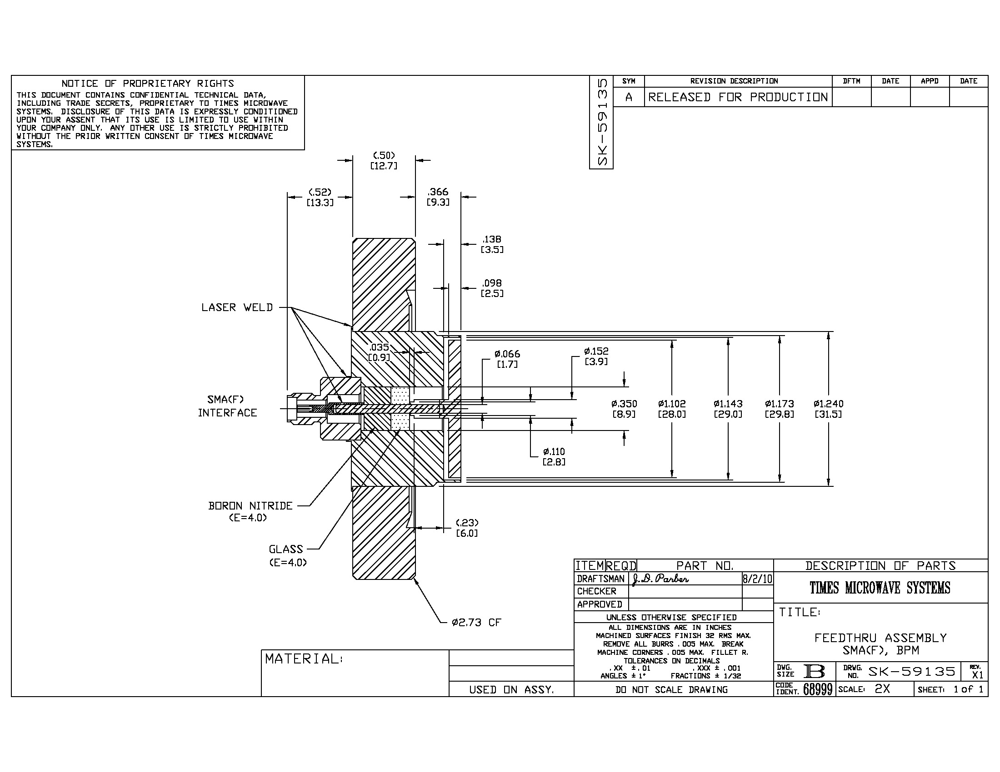 NOTICE OF PROPRIETARY RIGHTS
THIS DOCUMENT CONTAINS CONFIDENTIAL TECHNICAL DATA,
INCLUDING TRADE SECRETS, PROPRIETARY TO TIMES MICROWAVE
SYSTEMS. DISCLOSURE OF THIS DATA IS EXPRESSLY CONDITIONED
UPON YOUR ASSENT THAT ITS USE IS LIMITED TO USE WITHIN
YOUR COMPANY ONLY. ANY OTHER USE IS STRICTLY PROHIBITED
WITHOUT THE PRIOR WRITTEN CONSENT OF TIMES MICROWAVE
SYSTEMS.
SK-59135
SYM REVISION DESCRIPTION DFTM DATE APPD DATE
A RELEASED FOR PRODUCTION
(.50)
[12.7]
(.52)
[13.3]
.366
[9.3]
.138
[3.5]
.098
[2.5]
LASER WELD
.035
[0.9]
Ø.066
[1.7]
Ø.152
[3.9]
SMA(F)
INTERFACE
Ø.350
[8.9]
Ø1.102
[28.0]
Ø1.143
[29.0]
Ø1.173
[29.8]
Ø1.240
[31.5]
Ø.110
[2.8]
BORON NITRIDE
(E=4.0)
(.23)
[6.0]
GLASS
(E=4.0)
Ø2.73 CF
ITEM REQD PART NO. DESCRIPTION OF PARTS
DRAFTSMAN J.D. Parber 8/2/10
CHECKER
APPROVED
TIMES MICROWAVE SYSTEMS
UNLESS OTHERWISE SPECIFIED
ALL DIMENSIONS ARE IN INCHES
MACHINED SURFACES FINISH 32 RMS MAX.
REMOVE ALL BURRS .005 MAX. BREAK
MACHINE CORNERS .005 MAX. FILLET R.
TOLERANCES ON DECIMALS
.XX ±.01 .XXX ± .001
ANGLES ± 1° FRACTIONS ± 1/32
DO NOT SCALE DRAWING
TITLE:
FEEDTHRU ASSEMBLY
SMA(F), BPM
MATERIAL:
USED ON ASSY.
DWG. SIZE B DRWG. NO. SK-59135 REV. X1
CODE IDENT. 68999 SCALE: 2X SHEET: 1 of 1